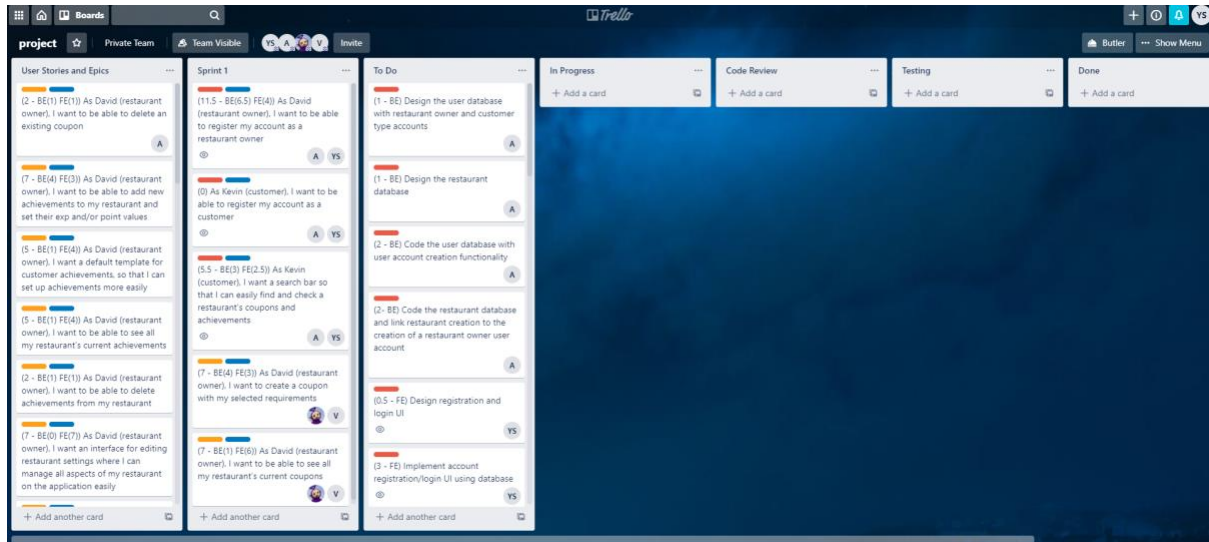 Boards
Trello
YS
project
Private Team
Team Visible
YS A V
Invite
Butler
··· Show Menu
User Stories and Epics ···
(2 - BE(1) FE(1)) As David (restaurant
owner), I want to be able to delete an
existing coupon
A
(7 - BE(4) FE(3)) As David (restaurant
owner), I want to be able to add new
achievements to my restaurant and
set their exp and/or point values
(5 - BE(1) FE(4)) As David (restaurant
owner), I want a default template for
customer achievements, so that I can
set up achievements more easily
(5 - BE(1) FE(4)) As David (restaurant
owner), I want to be able to see all
my restaurant's current achievements
(2 - BE(1) FE(1)) As David (restaurant
owner), I want to be able to delete
achievements from my restaurant
(7 - BE(0) FE(7)) As David (restaurant
owner), I want an interface for editing
restaurant settings where I can
manage all aspects of my restaurant
on the application easily
+ Add another card
Sprint 1 ···
(11.5 - BE(6.5) FE(4)) As David
(restaurant owner), I want to be able
to register my account as a
restaurant owner
A YS
(0) As Kevin (customer), I want to be
able to register my account as a
customer
A YS
(5.5 - BE(3) FE(2.5)) As Kevin
(customer), I want a search bar so
that I can easily find and check a
restaurant's coupons and
achievements
A YS
(7 - BE(4) FE(3)) As David (restaurant
owner), I want to create a coupon
with my selected requirements
V
(7 - BE(1) FE(6)) As David (restaurant
owner), I want to be able to see all
my restaurant's current coupons
V
+ Add another card
To Do ···
(1 - BE) Design the user database
with restaurant owner and customer
type accounts
A
(1 - BE) Design the restaurant
database
A
(2 - BE) Code the user database with
user account creation functionality
A
(2- BE) Code the restaurant database
and link restaurant creation to the
creation of a restaurant owner user
account
A
(0.5 - FE) Design registration and
login UI
YS
(3 - FE) Implement account
registration/login UI using database
YS
+ Add another card
In Progress ···
+ Add a card
Code Review ···
+ Add a card
Testing ···
+ Add a card
Done
+ Add a card